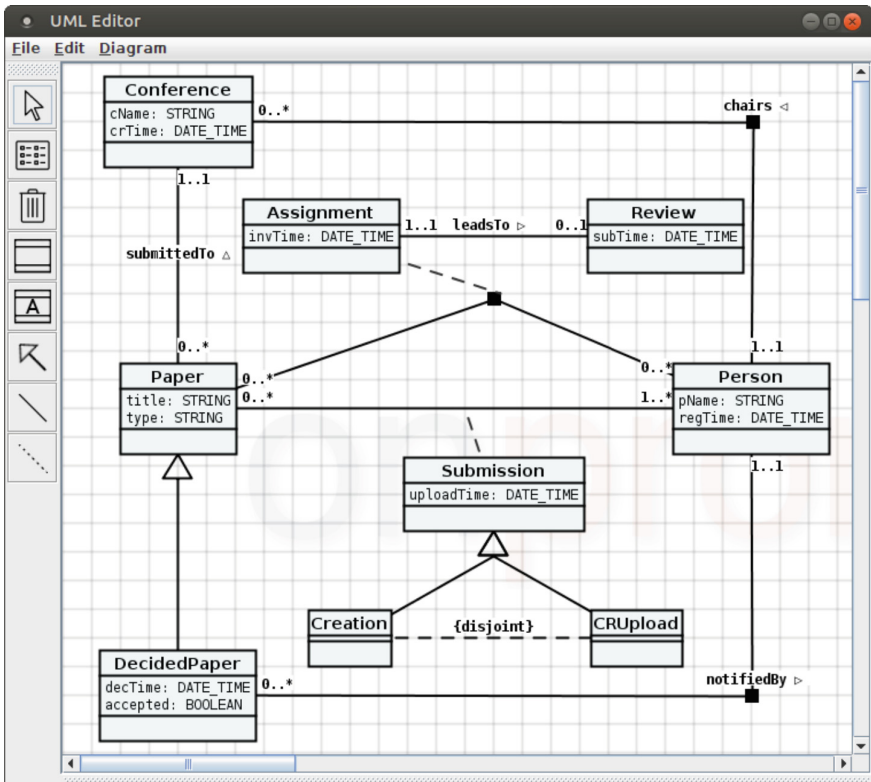 UML Editor
File Edit Diagram
Conference
cName: STRING
crTime: DATE_TIME
0..*
chairs ◁
1..1
Assignment
invTime: DATE_TIME
1..1 leadsTo ▷ 0..1
Review
subTime: DATE_TIME
submittedTo △
0..*
1..1
Paper
title: STRING
type: STRING
0..*
0..*
0..*
1..*
Person
pName: STRING
regTime: DATE_TIME
1..1
Submission
uploadTime: DATE_TIME
Creation
{disjoint}
CRUpload
DecidedPaper
decTime: DATE_TIME
accepted: BOOLEAN
0..*
notifiedBy ▷
A